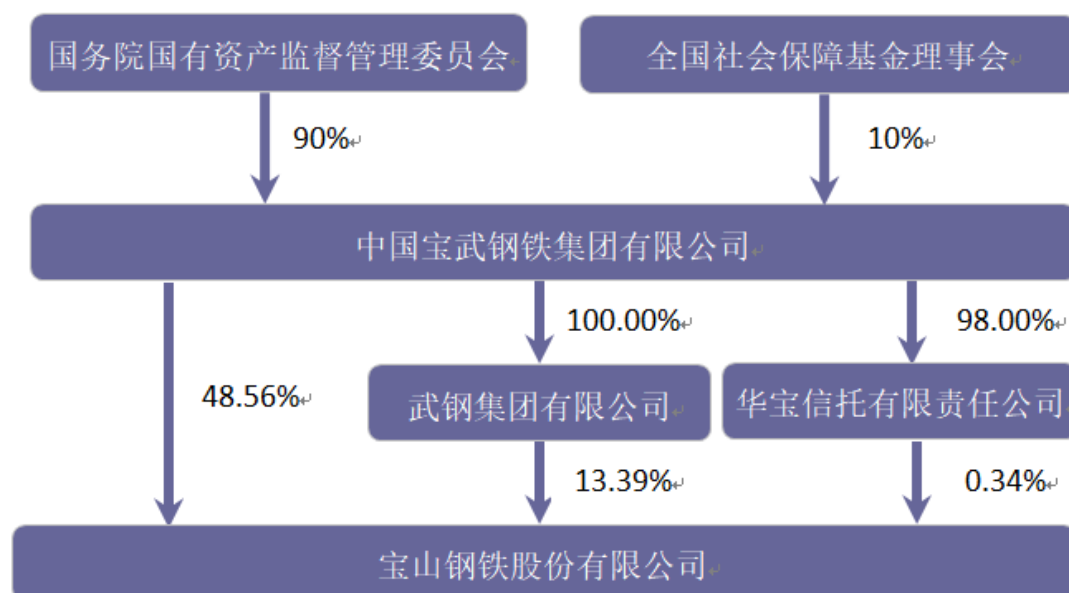 国务院国有资产监督管理委员会
全国社会保障基金理事会
90%
10%
中国宝武钢铁集团有限公司
100.00%
98.00%
48.56%
武钢集团有限公司
华宝信托有限责任公司
13.39%
0.34%
宝山钢铁股份有限公司